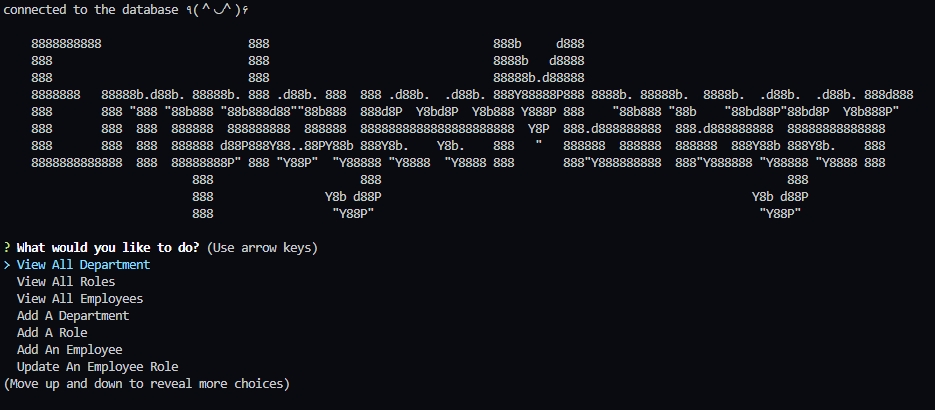 connected to the database ٩(^◡^)۶
8888888888                     888                                888b     d888
888                            888                                8888b   d8888
888                            888                                88888b.d88888
8888888   88888b.d88b. 88888b. 888 .d88b. 888  888 .d88b.  .d88b. 888Y88888P888 8888b. 88888b.  8888b.  .d88b.  .d88b. 888d888
888       888 "888 "88b888 "88b888d88""88b888  888d8P  Y8bd8P  Y8b888 Y888P 888    "88b888 "88b    "88bd88P"88bd8P  Y8b888P"
888       888  888  888888  888888888  888888  88888888888888888888888  Y8P  888.d8888888888  888.d8888888888  88888888888888
888       888  888  888888 d88P888Y88..88PY88b 888Y8b.    Y8b.    888   "   888888  888888  888888  888Y88b 888Y8b.    888
8888888888888  888  88888888P" 888 "Y88P"  "Y88888 "Y8888  "Y8888 888       888"Y8888888888  888"Y8888888 "Y88888 "Y8888 888
888                     888                                                          888
888                Y8b d88P                                                     Y8b d88P
888                 "Y88P"                                                       "Y88P"
? What would you like to do? (Use arrow keys)
> View All Department
View All Roles
View All Employees
Add A Department
Add A Role
Add An Employee
Update An Employee Role
(Move up and down to reveal more choices)